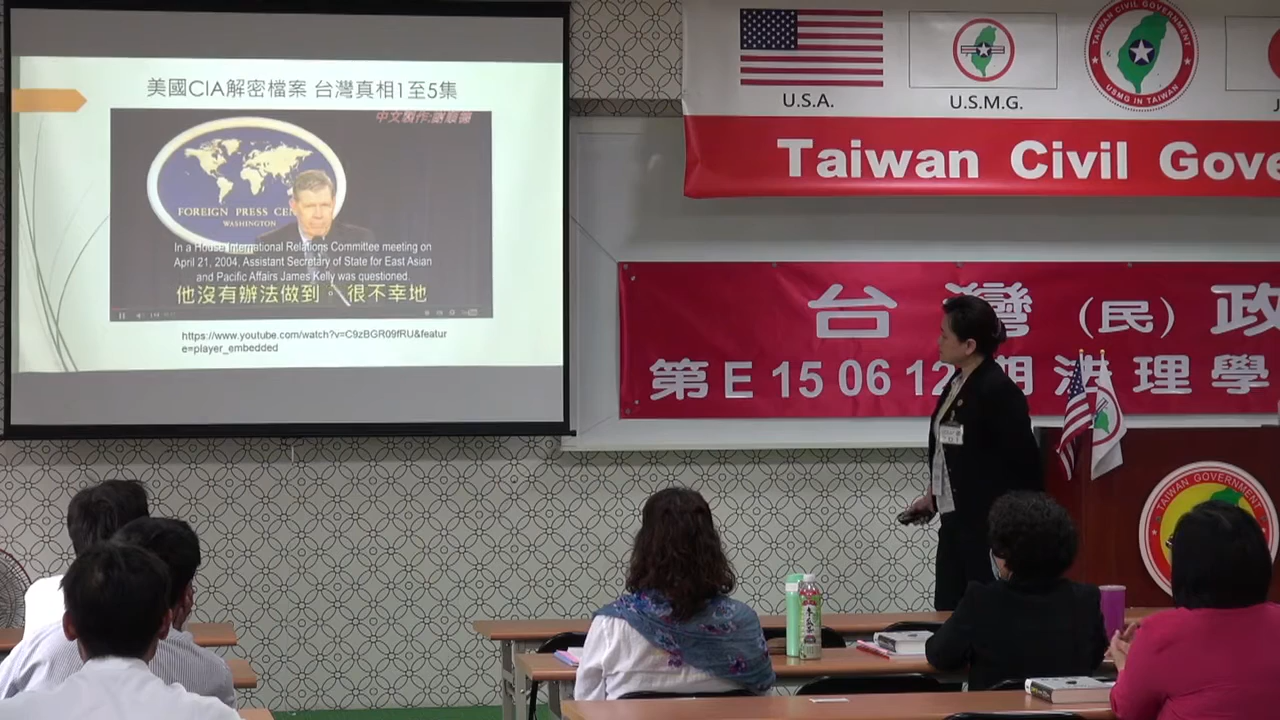 美國CIA解密檔案 台灣真相1至5集
中文製作:謝順德
FOREIGN PRESS CEN
WASHINGTON
In a House International Relations Committee meeting on
April 21, 2004, Assistant Secretary of State for East Asian
and Pacific Affairs James Kelly was questioned.
他沒有辦法做到。很不幸地
https://www.youtube.com/watch?v=C9zBGR09fRU&featur
e=player_embedded
U.S.A.
U.S.M.G.
TAIWAN CIVIL GOVERNMENT
USMG IN TAIWAN
J
Taiwan Civil Gove
台灣(民)政
第E 15 06 12期法理學
TAIWAN GOVERNMENT